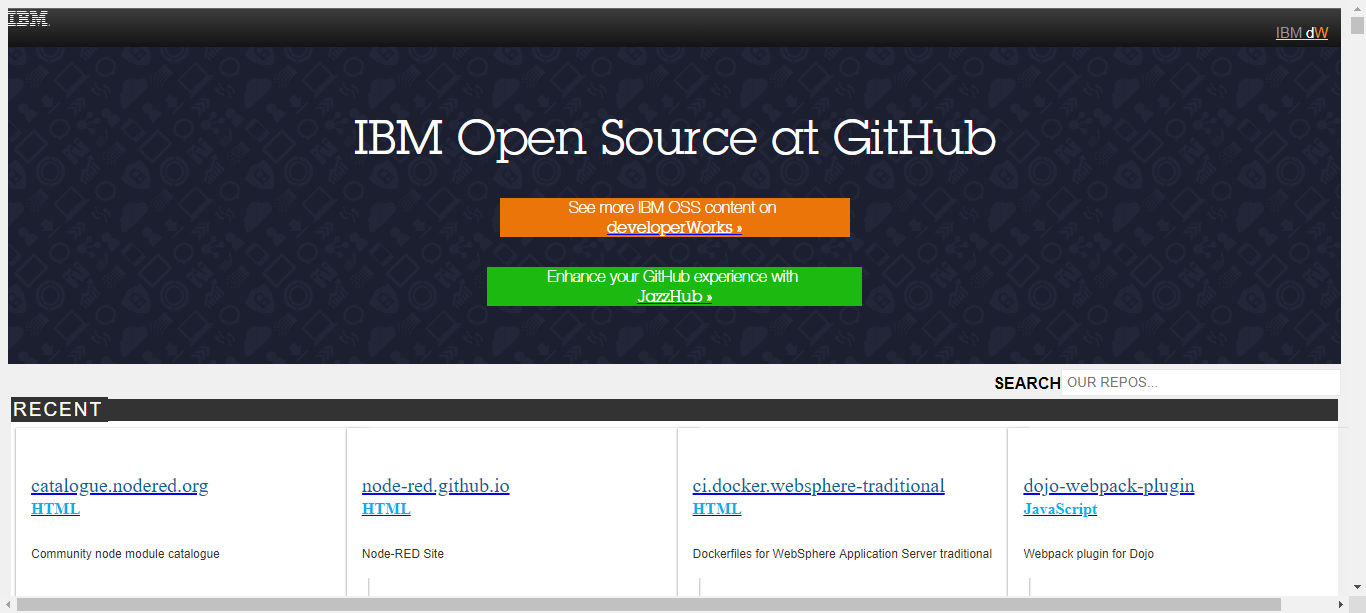 IBM
IBM dW
IBM Open Source at GitHub
See more IBM OSS content on
developerWorks »
Enhance your GitHub experience with
JazzHub »
SEARCH OUR REPOS...
RECENT
catalogue.nodered.org
HTML
Community node module catalogue
node-red.github.io
HTML
Node-RED Site
ci.docker.websphere-traditional
HTML
Dockerfiles for WebSphere Application Server traditional
dojo-webpack-plugin
JavaScript
Webpack plugin for Dojo